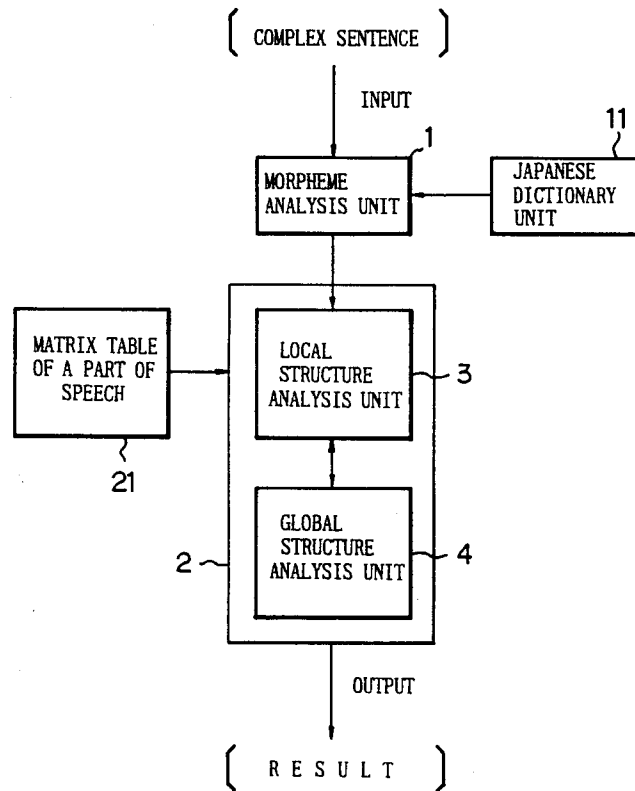 [ COMPLEX SENTENCE ]
INPUT
1
11
MORPHEME
ANALYSIS UNIT
JAPANESE
DICTIONARY
UNIT
MATRIX TABLE
OF A PART OF
SPEECH
21
LOCAL
STRUCTURE
ANALYSIS UNIT
3
GLOBAL
STRUCTURE
ANALYSIS UNIT
2
4
OUTPUT
[ R E S U L T ]